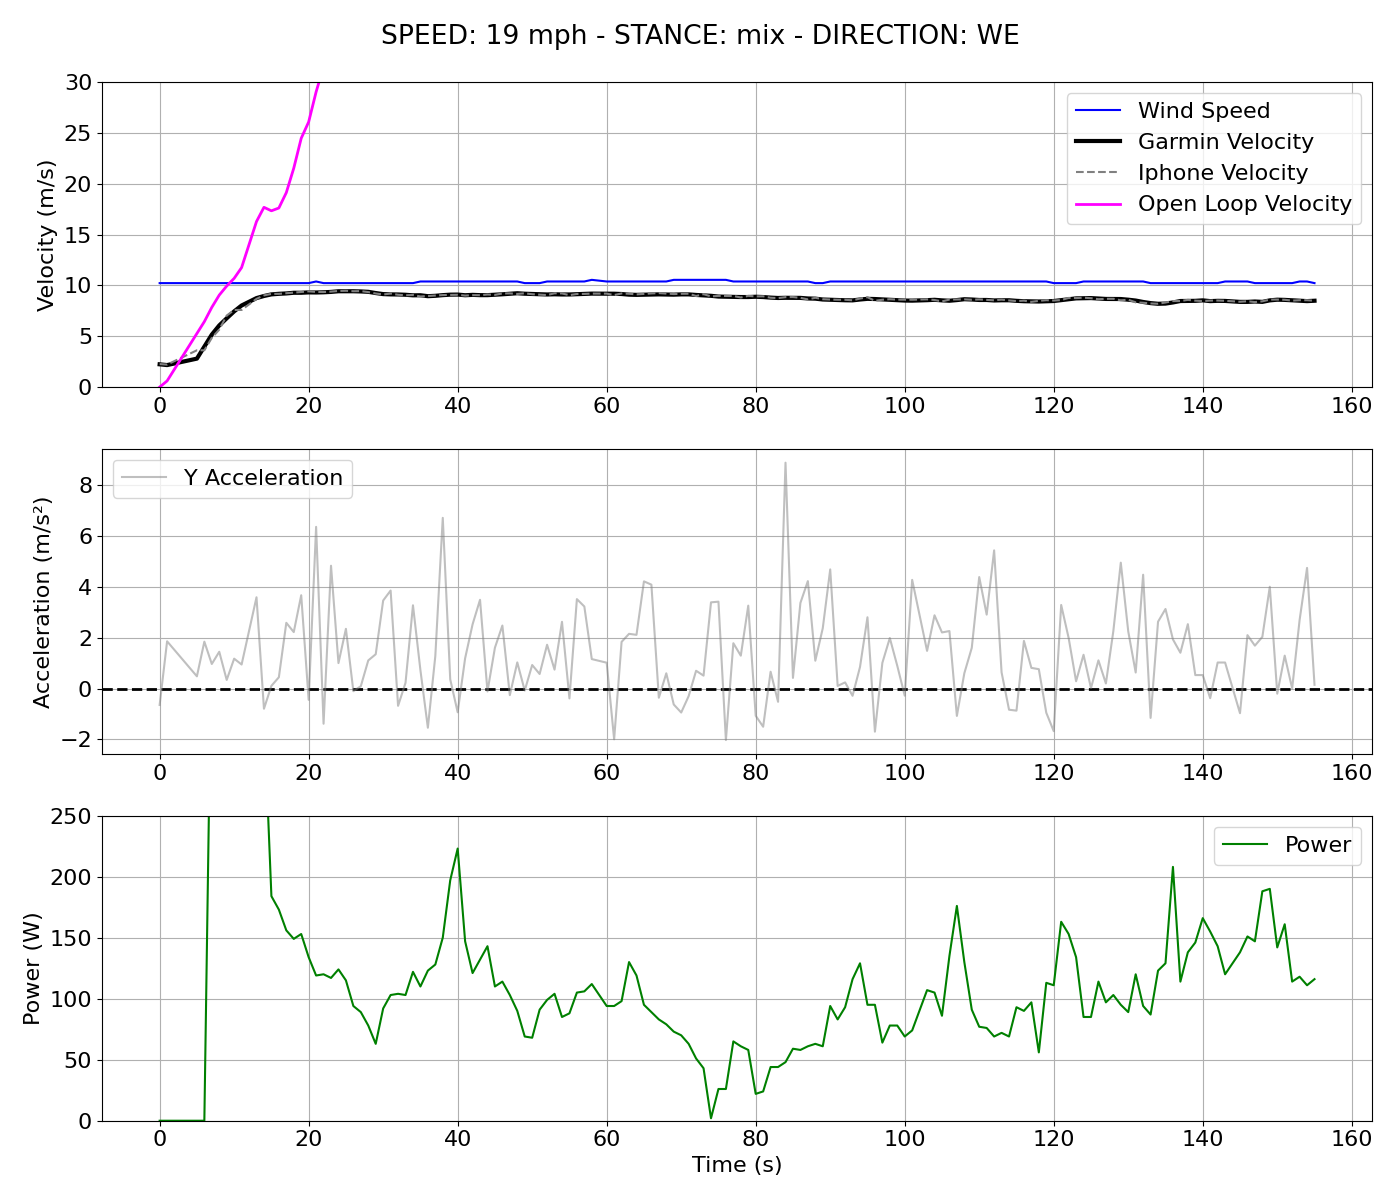 SPEED: 19 mph - STANCE: mix - DIRECTION: WE
Velocity (m/s)
30
25
20
15
10
5
0
Wind Speed
Garmin Velocity
Iphone Velocity
Open Loop Velocity
0 20 40 60 80 100 120 140 160
Acceleration (m/s²)
8
6
4
2
0
−2
Y Acceleration
0 20 40 60 80 100 120 140 160
Power (W)
250
200
150
100
50
0
Power
0 20 40 60 80 100 120 140 160
Time (s)